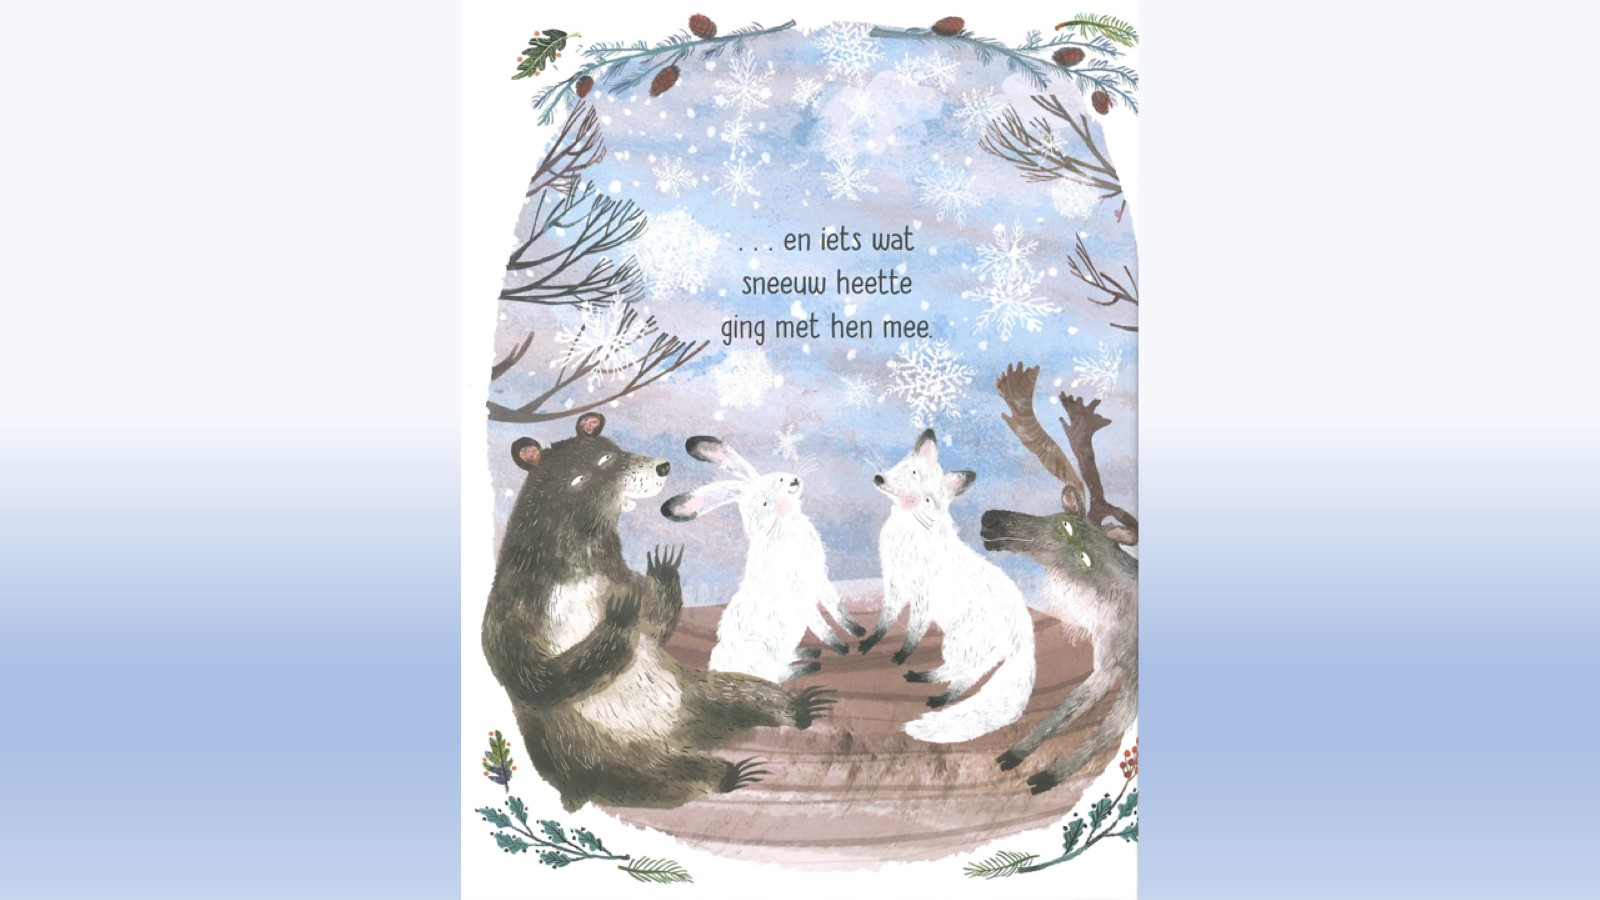 . . . en iets wat
sneeuw heette
ging met hen mee.